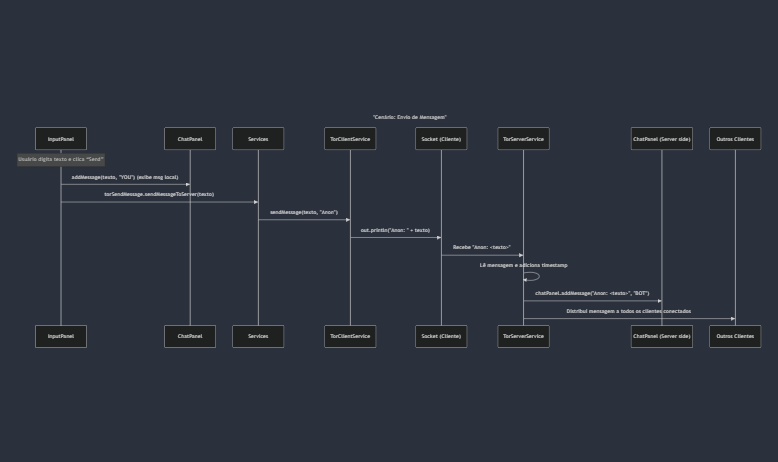 "Cenário: Envio de Mensagem"
InputPanel
ChatPanel
Services
TorClientService
Socket (Cliente)
TorServerService
ChatPanel (Server side)
Outros Clientes
Usuário digita texto e clica "Send"
addMessage(texto, "YOU") (exibe msg local)
torSendMessage.sendMessageToServer(texto)
sendMessage(texto, "Anon")
out.println("Anon: " + texto)
Recebe "Anon: <texto>"
Lê mensagem e adiciona timestamp
chatPanel.addMessage("Anon: <texto>", "BOT")
Distribui mensagem a todos os clientes conectados
InputPanel
ChatPanel
Services
TorClientService
Socket (Cliente)
TorServerService
ChatPanel (Server side)
Outros Clientes